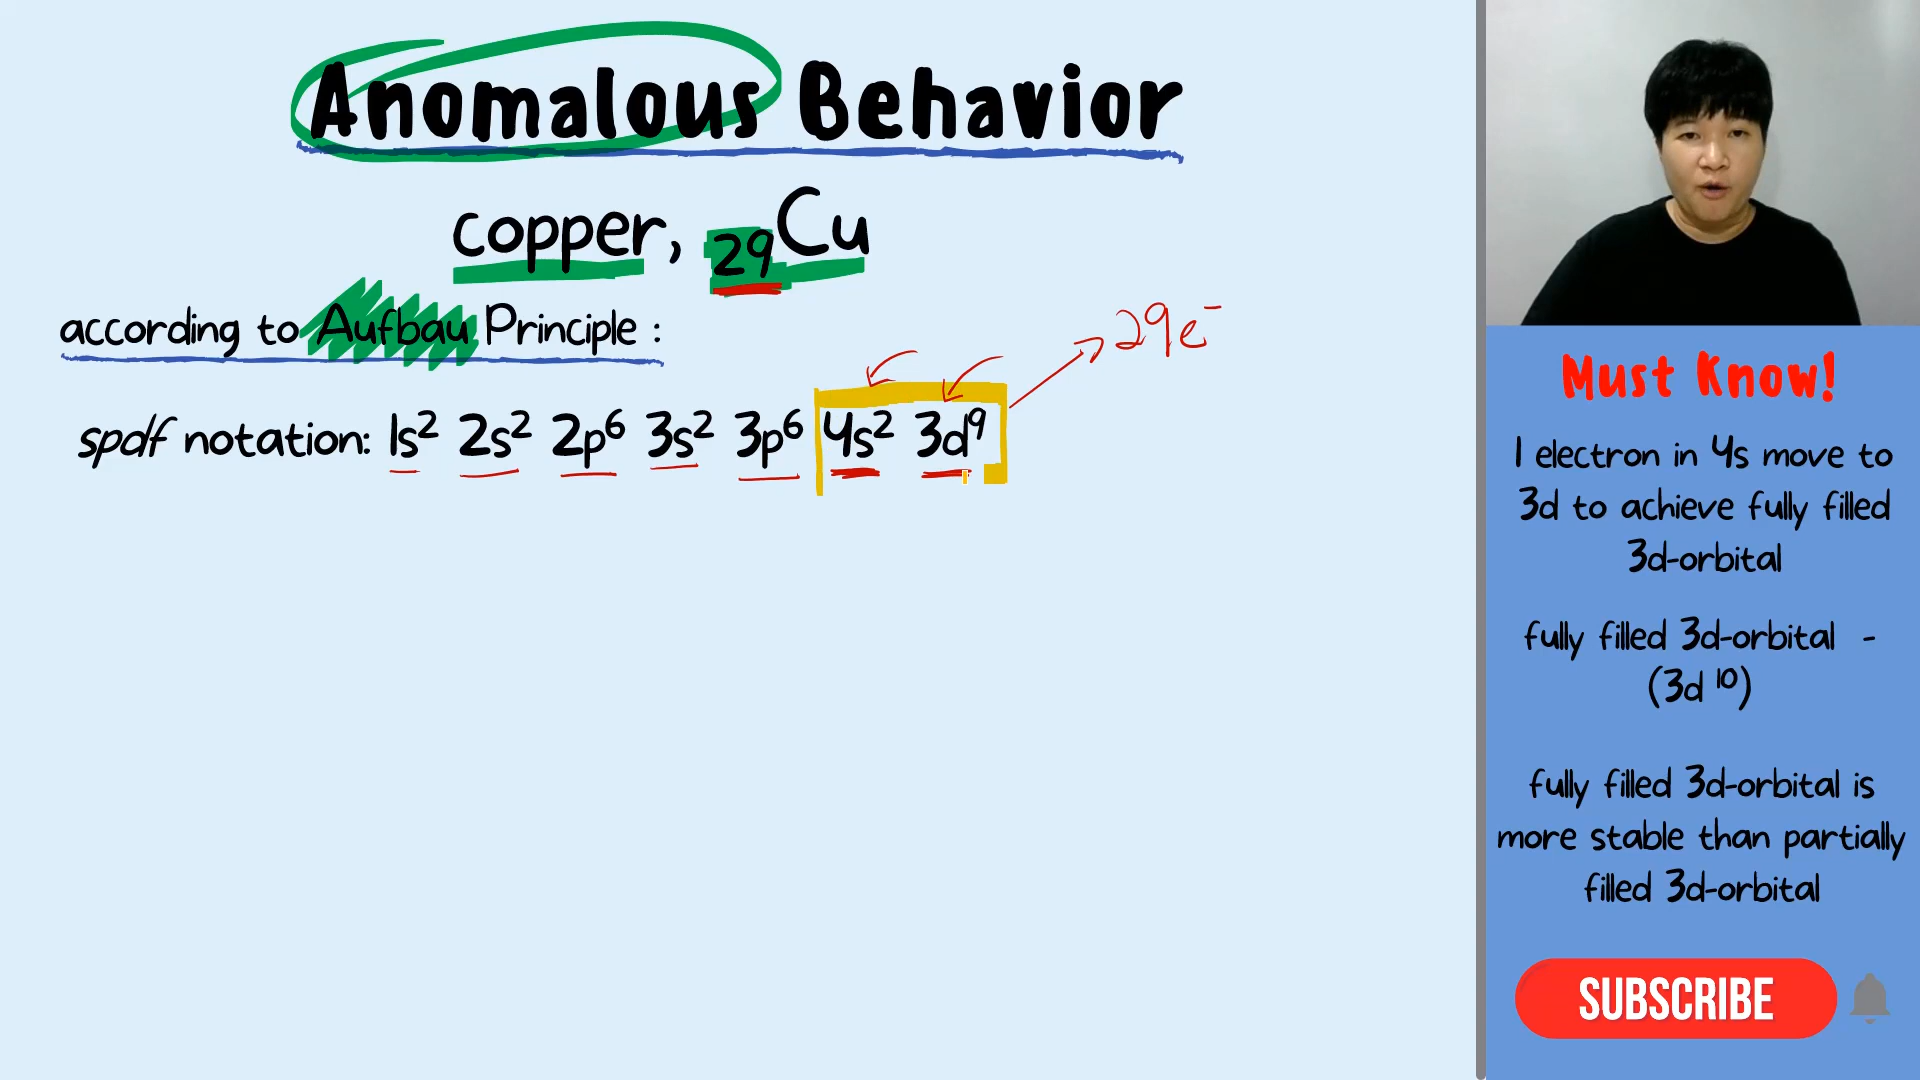 Anomalous Behavior
copper, ₂₉Cu
according to Aufbau Principle :
29e⁻
spdf notation: 1s² 2s² 2p⁶ 3s² 3p⁶ 4s² 3d⁹
Must Know!
1 electron in 4s move to
3d to achieve fully filled
3d-orbital
fully filled 3d-orbital -
(3d ¹⁰)
fully filled 3d-orbital is
more stable than partially
filled 3d-orbital
SUBSCRIBE